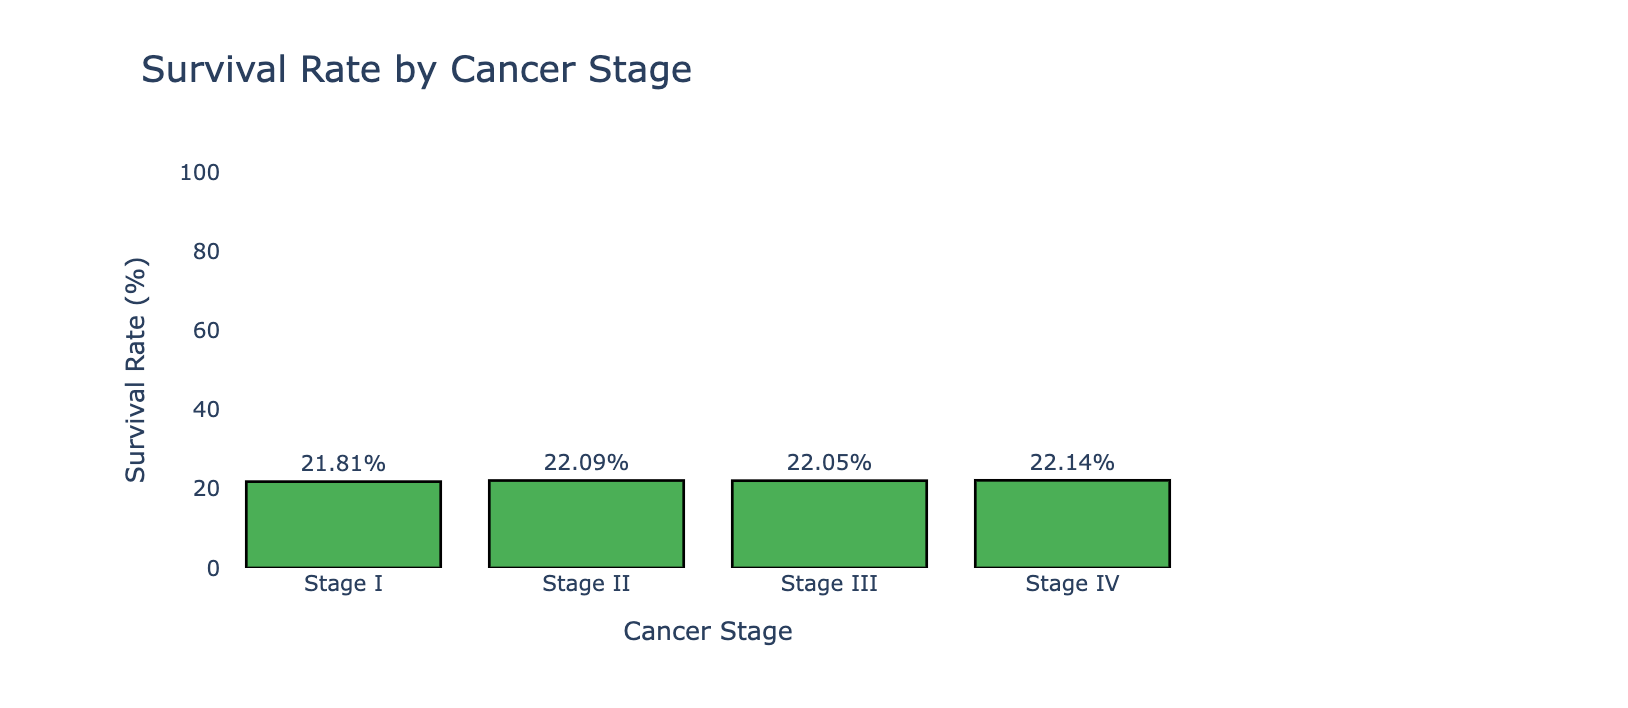 Survival Rate by Cancer Stage
100
80
60
40
20
0
Survival Rate (%)
21.81%
22.09%
22.05%
22.14%
Stage I
Stage II
Stage III
Stage IV
Cancer Stage